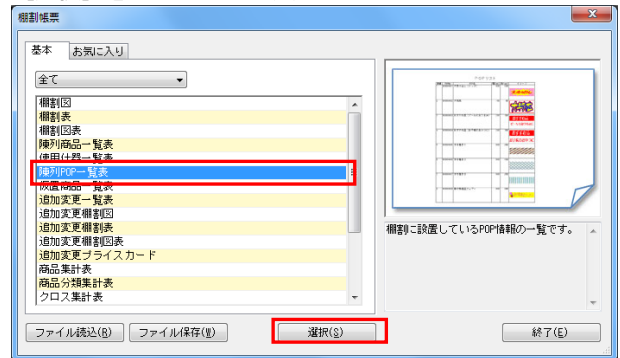 棚割帳票
基本 お気に入り
全て
棚割図
棚割表
棚割図表
陳列商品一覧表
使用什器一覧表
陳列POP一覧表
仮置商品一覧表
追加変更一覧表
追加変更棚割図
追加変更棚割表
追加変更棚割図表
追加変更プライスカード
商品集計表
商品分類集計表
クロス集計表
棚割に設置しているPOP情報の一覧です。
ファイル読込(R) ファイル保存(W) 選択(S) 終了(E)